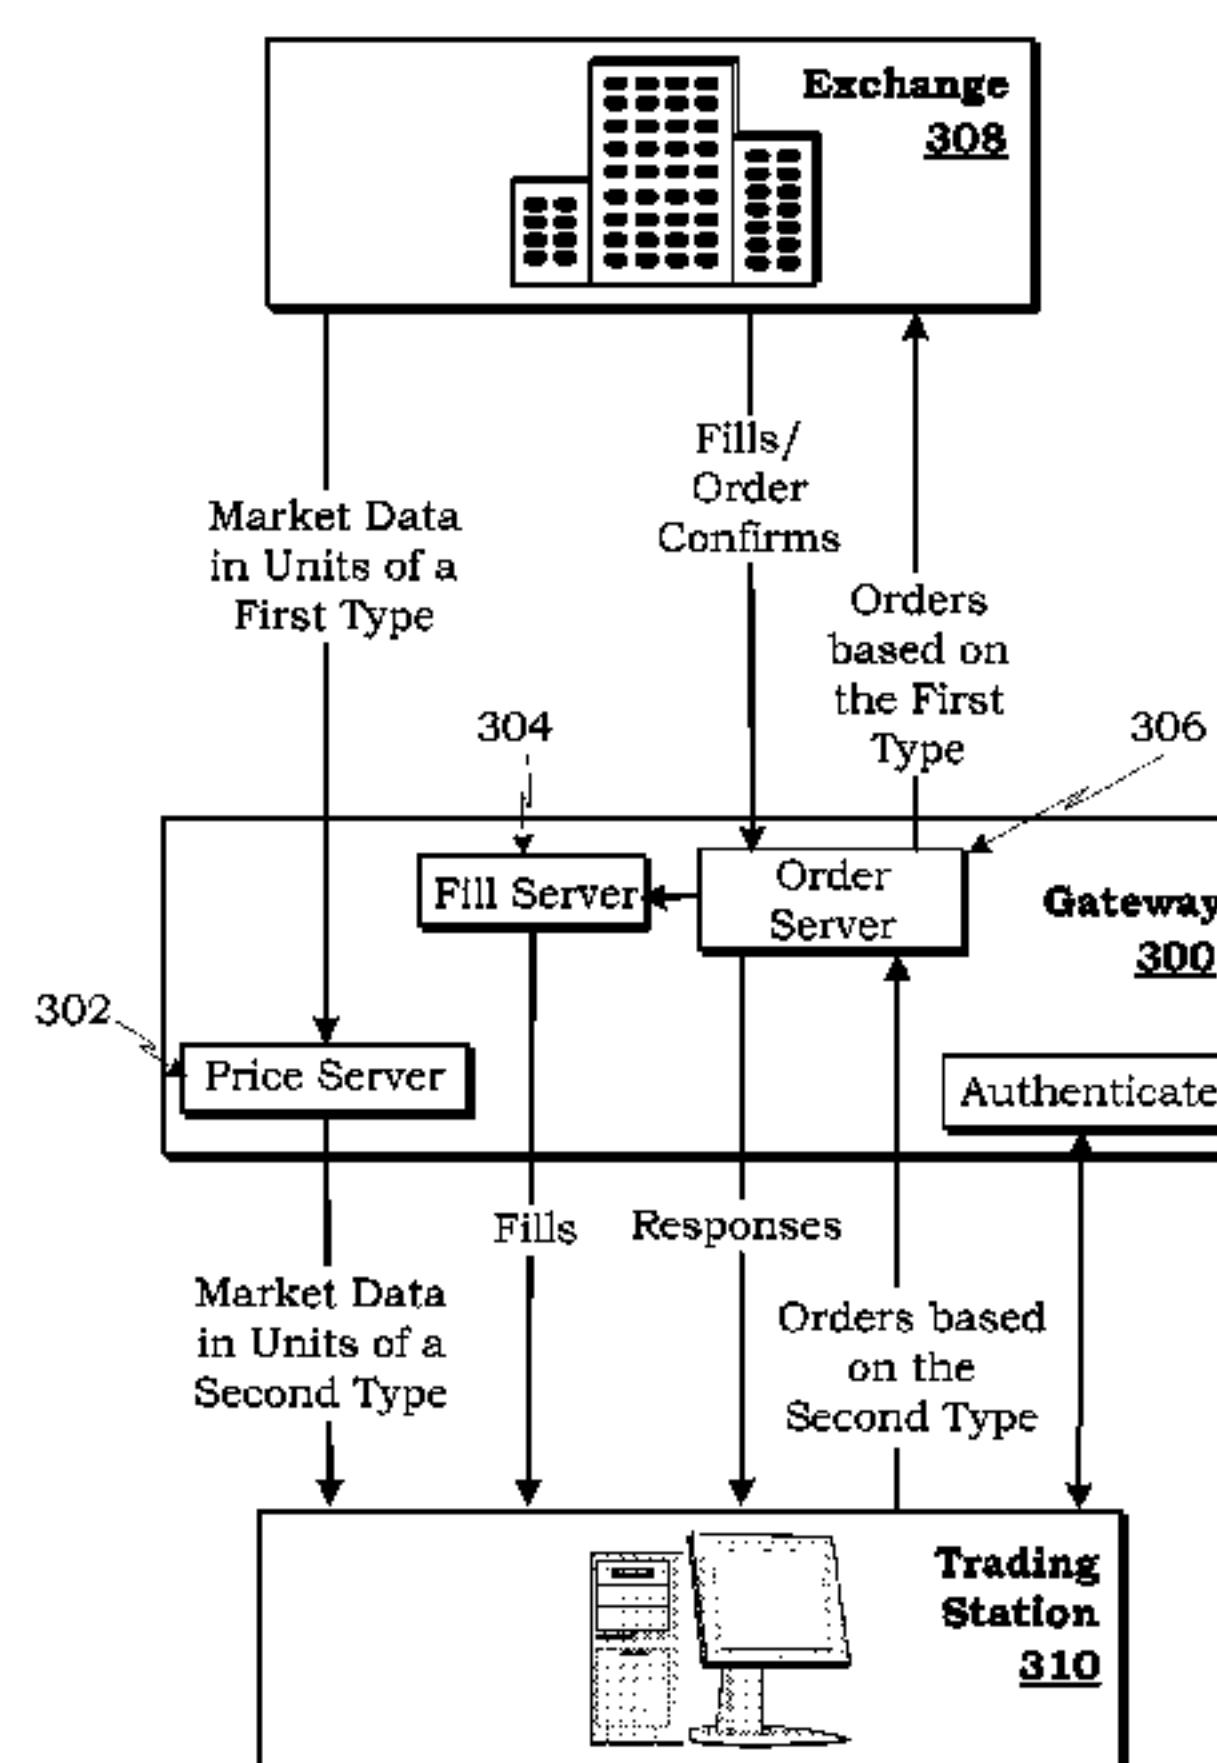 Exchange
308
Fills/
Order
Confirms
Market Data
in Units of a
First Type
Orders
based on
the First
Type
304
306
Fill Server
Order
Server
Gateway
300
302
Price Server
Authenticate
Fills
Responses
Market Data
in Units of a
Second Type
Orders based
on the
Second Type
Trading
Station
310